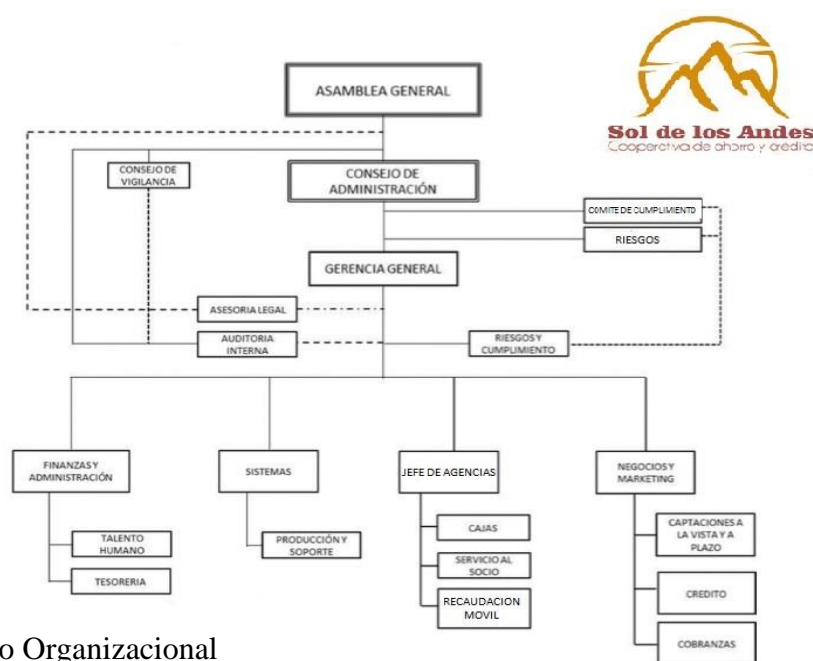 ASAMBLEA GENERAL
Sol de los Andes
Cooperativa de ahorro y crédito
CONSEJO DE
VIGILANCIA
CONSEJO DE
ADMINISTRACIÓN
COMITE DE CUMPLIMIENTO
RIESGOS
GERENCIA GENERAL
ASESORIA LEGAL
AUDITORIA
INTERNA
RIESGOS Y
CUMPLIMIENTO
FINANZAS Y
ADMINISTRACIÓN
SISTEMAS
JEFE DE AGENCIAS
NEGOCIOS Y
MARKETING
TALENTO
HUMANO
TESORERIA
PRODUCCIÓN Y
SOPORTE
CAJAS
SERVICIO AL
SOCIO
RECAUDACION
MOVIL
CAPTACIONES A
LA VISTA Y A
PLAZO
CREDITO
COBRANZAS
o Organizacional